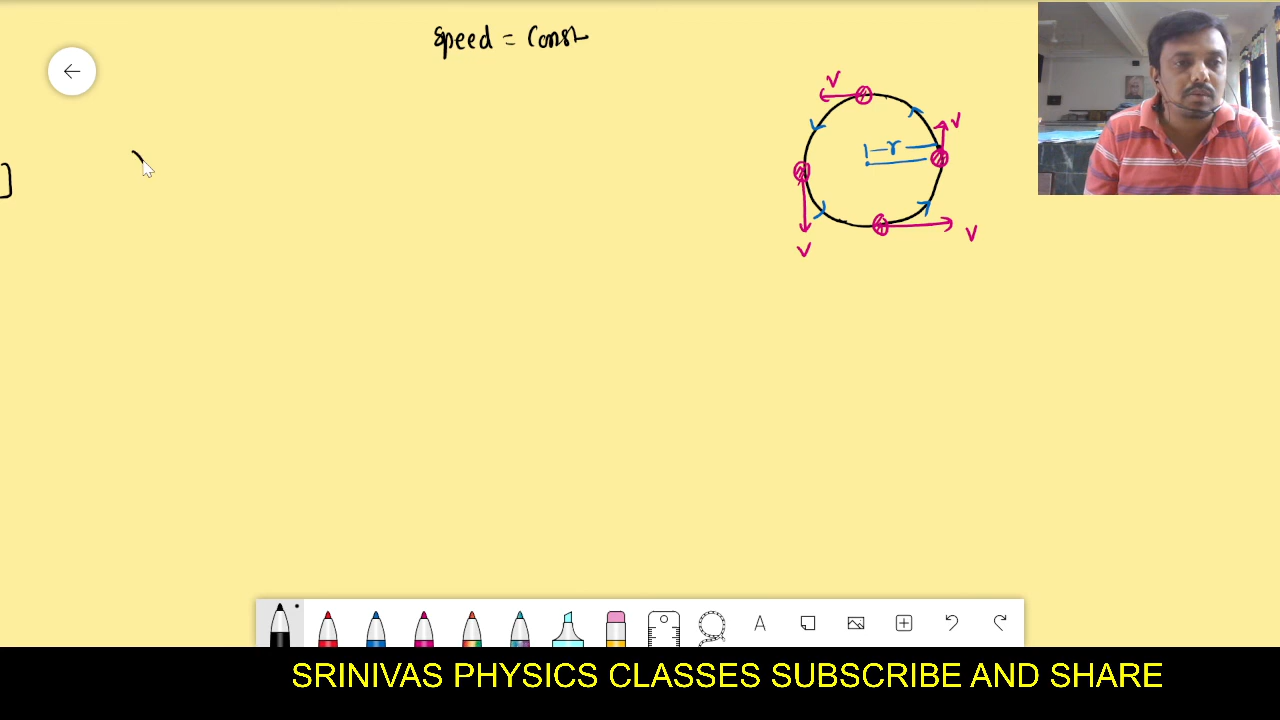 Speed = Const
V
V
r
V
V
]
A
SRINIVAS PHYSICS CLASSES SUBSCRIBE AND SHARE